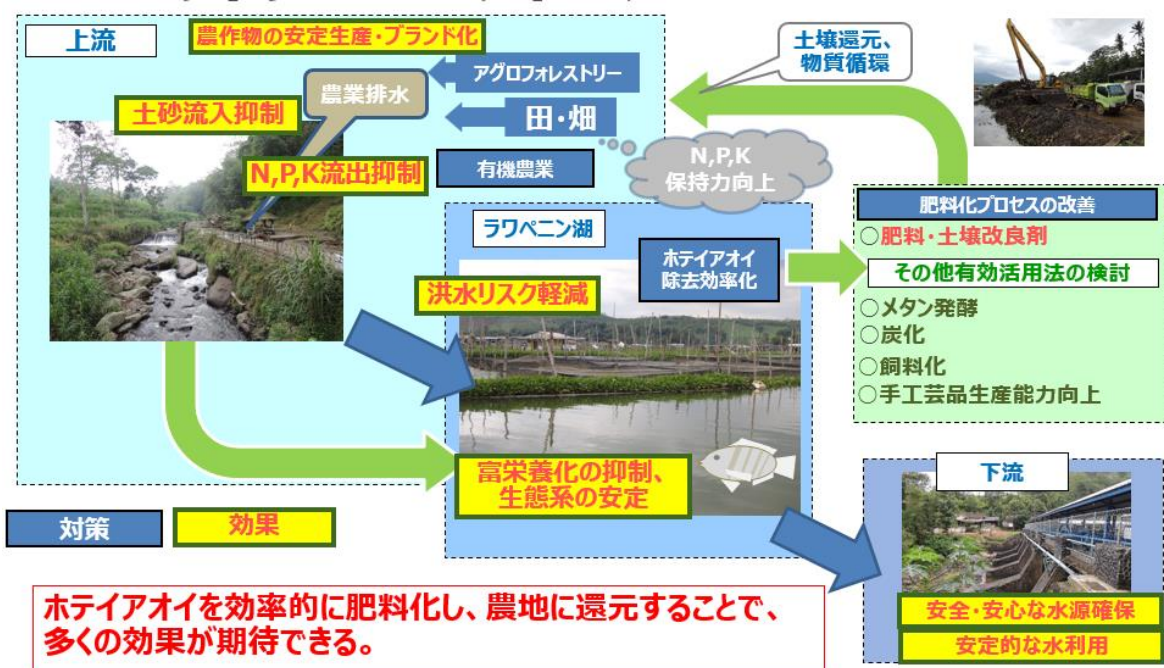 上流
農作物の安定生産・ブランド化
アグロフォレストリー
農業排水
田・畑
土砂流入抑制
N,P,K流出抑制
有機農業
N,P,K
保持力向上
土壌還元、
物質循環
ラワペニン湖
ホテイアオイ
除去効率化
洪水リスク軽減
富栄養化の抑制、
生態系の安定
肥料化プロセスの改善
○肥料・土壌改良剤
その他有効活用法の検討
○メタン発酵
○炭化
○飼料化
○手工芸品生産能力向上
下流
安全・安心な水源確保
安定的な水利用
対策
効果
ホテイアオイを効率的に肥料化し、農地に還元することで、
多くの効果が期待できる。